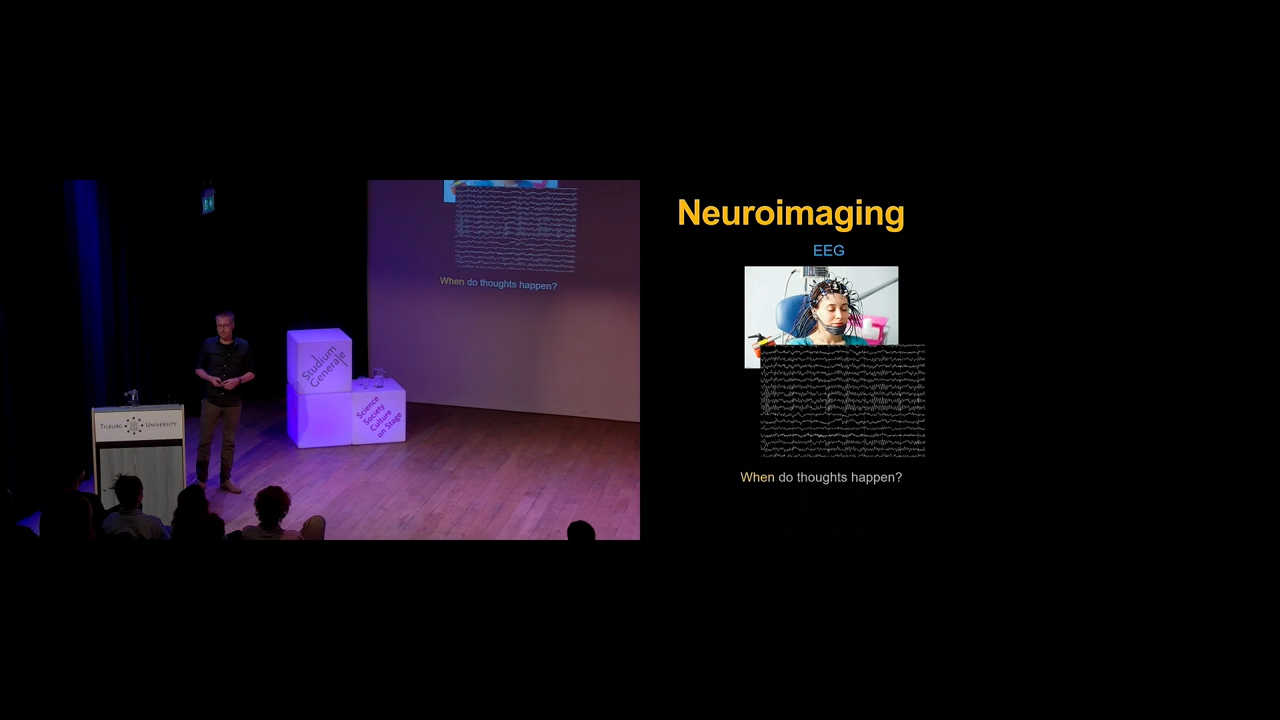 When do thoughts happen?
Studium
Generale
Science
Society
Culture
on Stage
TILBURG UNIVERSITY
Neuroimaging
EEG
When do thoughts happen?